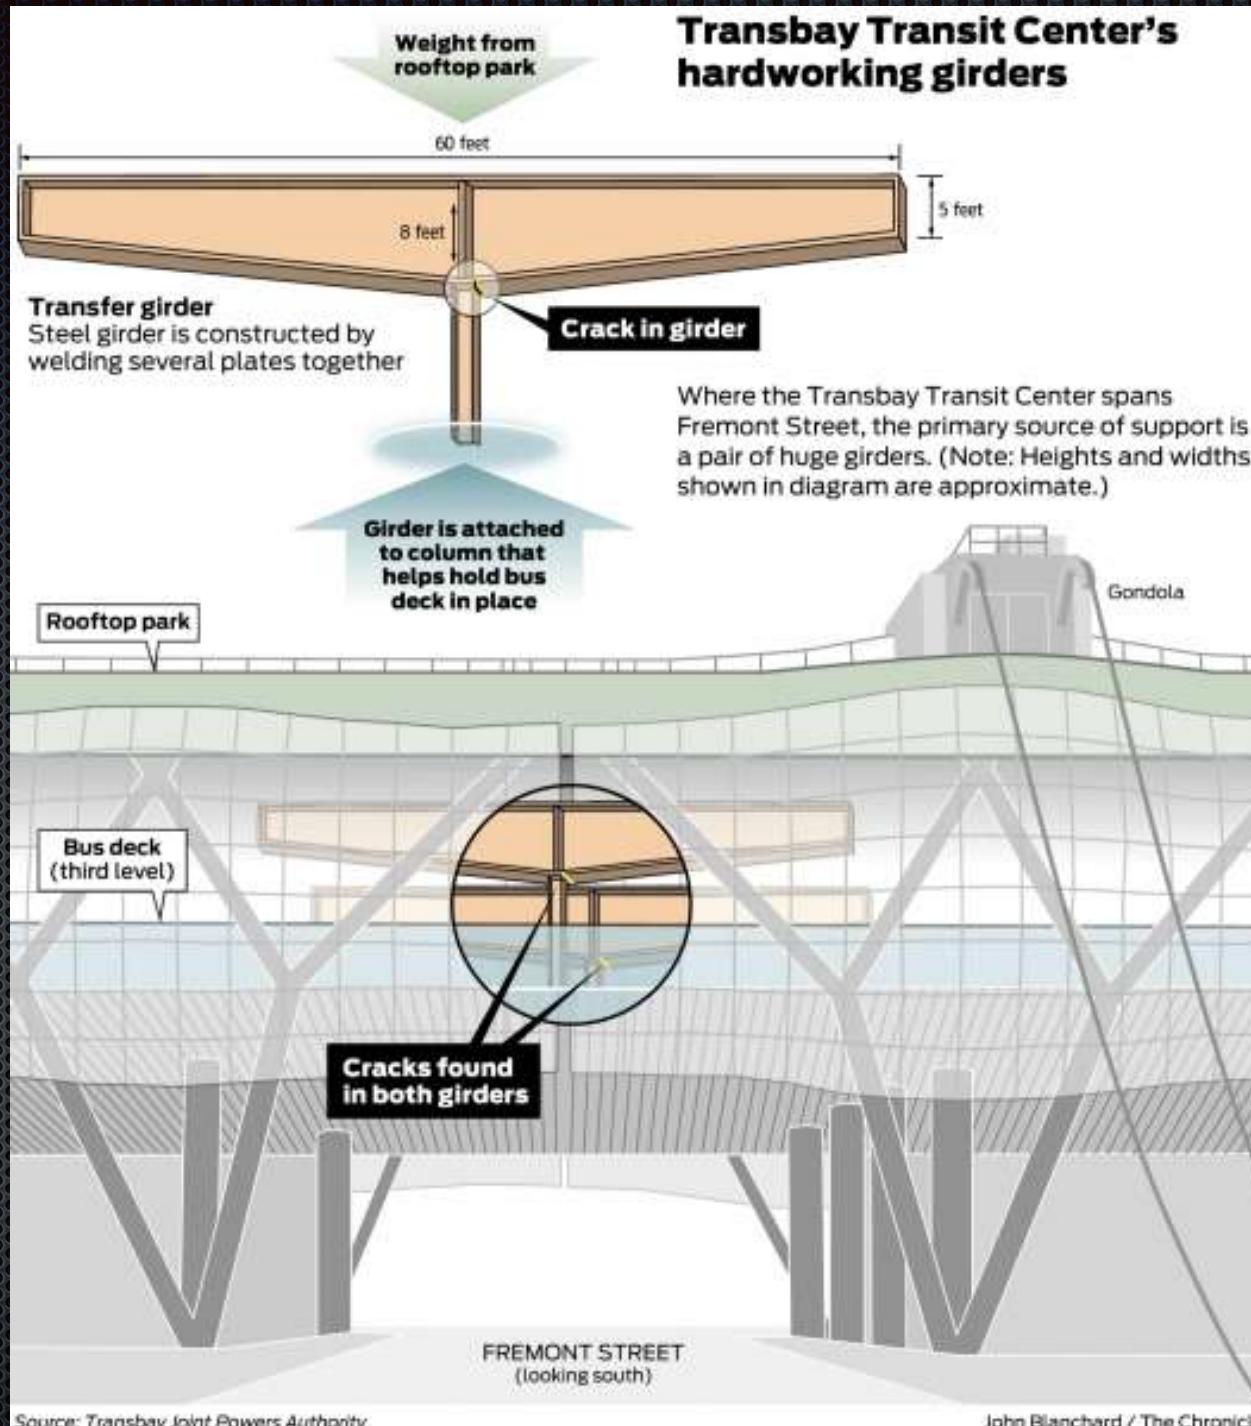 Transbay Transit Center's
hardworking girders
Weight from
rooftop park
60 feet
5 feet
8 feet
Transfer girder
Steel girder is constructed by
welding several plates together
Crack in girder
Where the Transbay Transit Center spans
Fremont Street, the primary source of support is
a pair of huge girders. (Note: Heights and widths
shown in diagram are approximate.)
Girder is attached
to column that
helps hold bus
deck in place
Gondola
Rooftop park
Bus deck
(third level)
Cracks found
in both girders
FREMONT STREET
(looking south)
Source: Transbay Joint Powers Authority
John Blanchard / The Chronicl